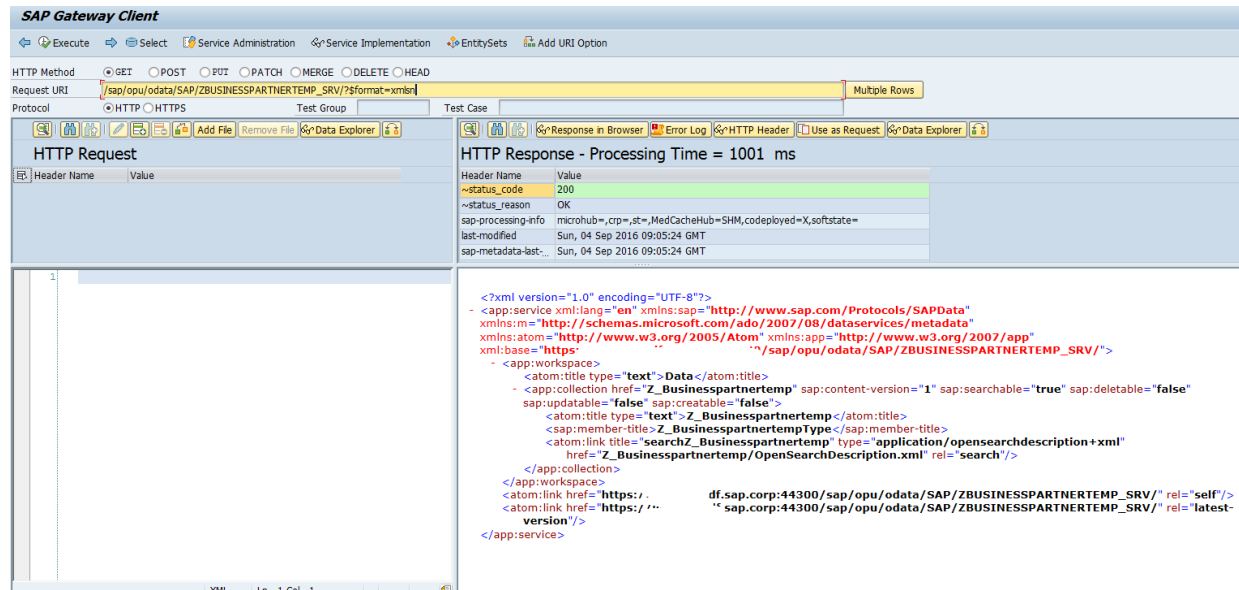 SAP Gateway Client
Execute Select Service Administration Service Implementation EntitySets Add URI Option
HTTP Method GET POST PUT PATCH MERGE DELETE HEAD
Request URI /sap/opu/odata/SAP/ZBUSINESSPARTNERTEMP_SRV/?$format=xmlsn Multiple Rows
Protocol HTTP HTTPS Test Group Test Case
Add File Remove File Data Explorer
Response in Browser Error Log HTTP Header Use as Request Data Explorer
HTTP Request
HTTP Response - Processing Time = 1001 ms
Header Name Value
Header Name Value
~status_code 200
~status_reason OK
sap-processing-info microhub=,crp=,st=,MedCacheHub=SHM,codeployed=X,softstate=
last-modified Sun, 04 Sep 2016 09:05:24 GMT
sap-metadata-last-... Sun, 04 Sep 2016 09:05:24 GMT
1
<?xml version="1.0" encoding="UTF-8"?>
- <app:service xml:lang="en" xmlns:sap="http://www.sap.com/Protocols/SAPData"
xmlns:m="http://schemas.microsoft.com/ado/2007/08/dataservices/metadata"
xmlns:atom="http://www.w3.org/2005/Atom" xmlns:app="http://www.w3.org/2007/app"
xml:base="https: /sap/opu/odata/SAP/ZBUSINESSPARTNERTEMP_SRV/">
- <app:workspace>
<atom:title type="text">Data</atom:title>
- <app:collection href="Z_Businesspartnertemp" sap:content-version="1" sap:searchable="true" sap:deletable="false"
sap:updatable="false" sap:creatable="false">
<atom:title type="text">Z_Businesspartnertemp</atom:title>
<sap:member-title>Z_BusinesspartnertempType</sap:member-title>
<atom:link title="searchZ_Businesspartnertemp" type="application/opensearchdescription+xml"
href="Z_Businesspartnertemp/OpenSearchDescription.xml" rel="search"/>
</app:collection>
</app:workspace>
<atom:link href="https:/ df.sap.corp:44300/sap/opu/odata/SAP/ZBUSINESSPARTNERTEMP_SRV/" rel="self"/>
<atom:link href="https:/ sap.corp:44300/sap/opu/odata/SAP/ZBUSINESSPARTNERTEMP_SRV/" rel="latest-
version"/>
</app:service>